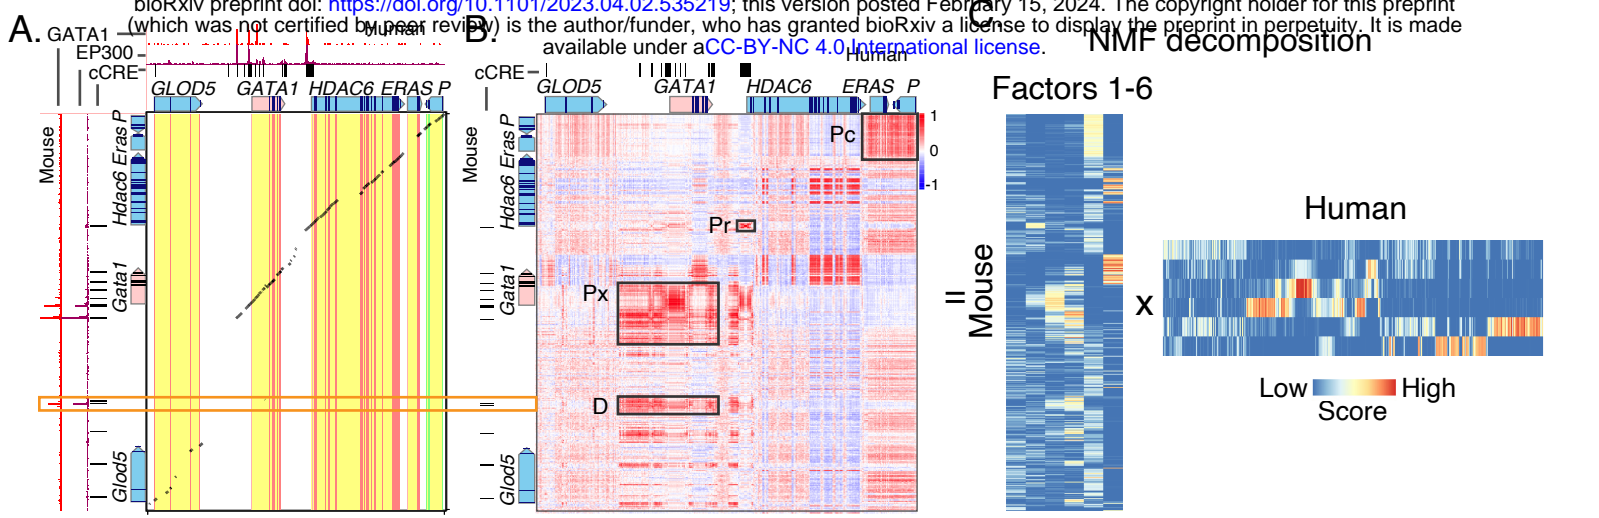 bioRxiv preprint doi: https://doi.org/10.1101/2023.04.02.535219; this version posted February 15, 2024. The copyright holder for this preprint
(which was not certified by peer review) is the author/funder, who has granted bioRxiv a license to display the preprint in perpetuity. It is made
available under aCC-BY-NC 4.0 International license.
A.
GATA1
EP300
cCRE
Human
GLOD5 GATA1 HDAC6 ERAS P
Mouse
Glod5 Gata1 Hdac6 Eras P
B.
Human
cCRE
GLOD5 GATA1 HDAC6 ERAS P
Mouse
Glod5 Gata1 Hdac6 Eras P
Pc
Pr
Px
D
1
0
-1
C.
NMF decomposition
Factors 1-6
=
Mouse
x
Human
Low High
Score